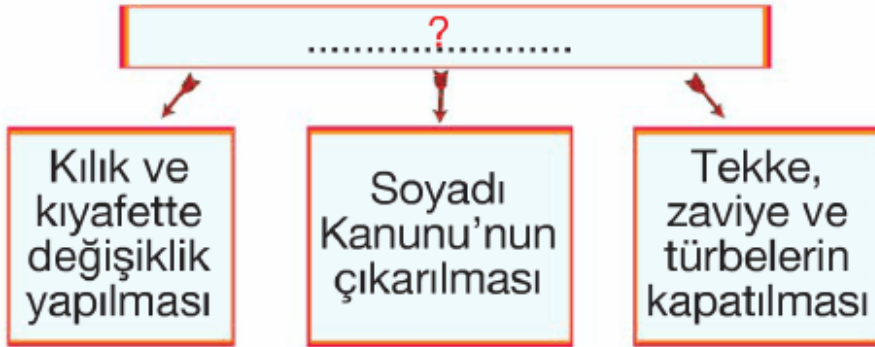 ?
........................
Kılık ve
kıyafette
değişiklik
yapılması
Soyadı
Kanunu'nun
çıkarılması
Tekke,
zaviye ve
türbelerin
kapatılması